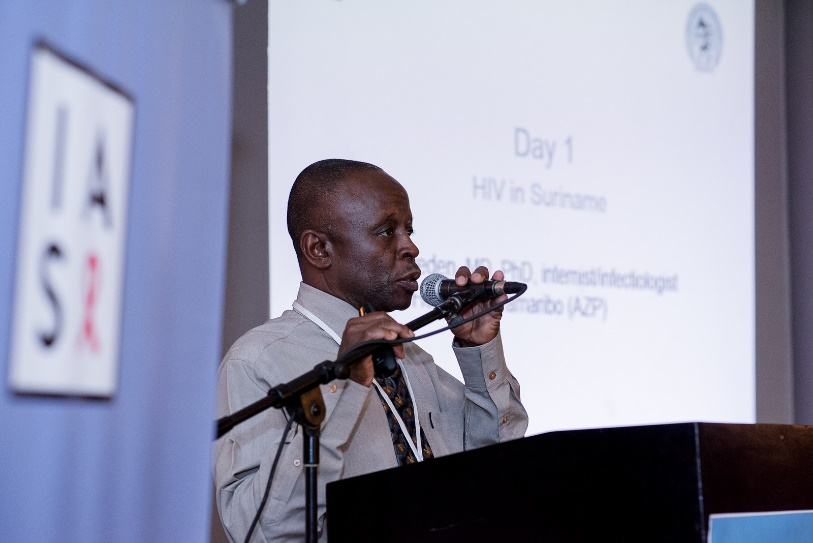 I A
S R
Day 1
HIV in Suriname
MD, PhD, internist/infectiologist
(AZP)